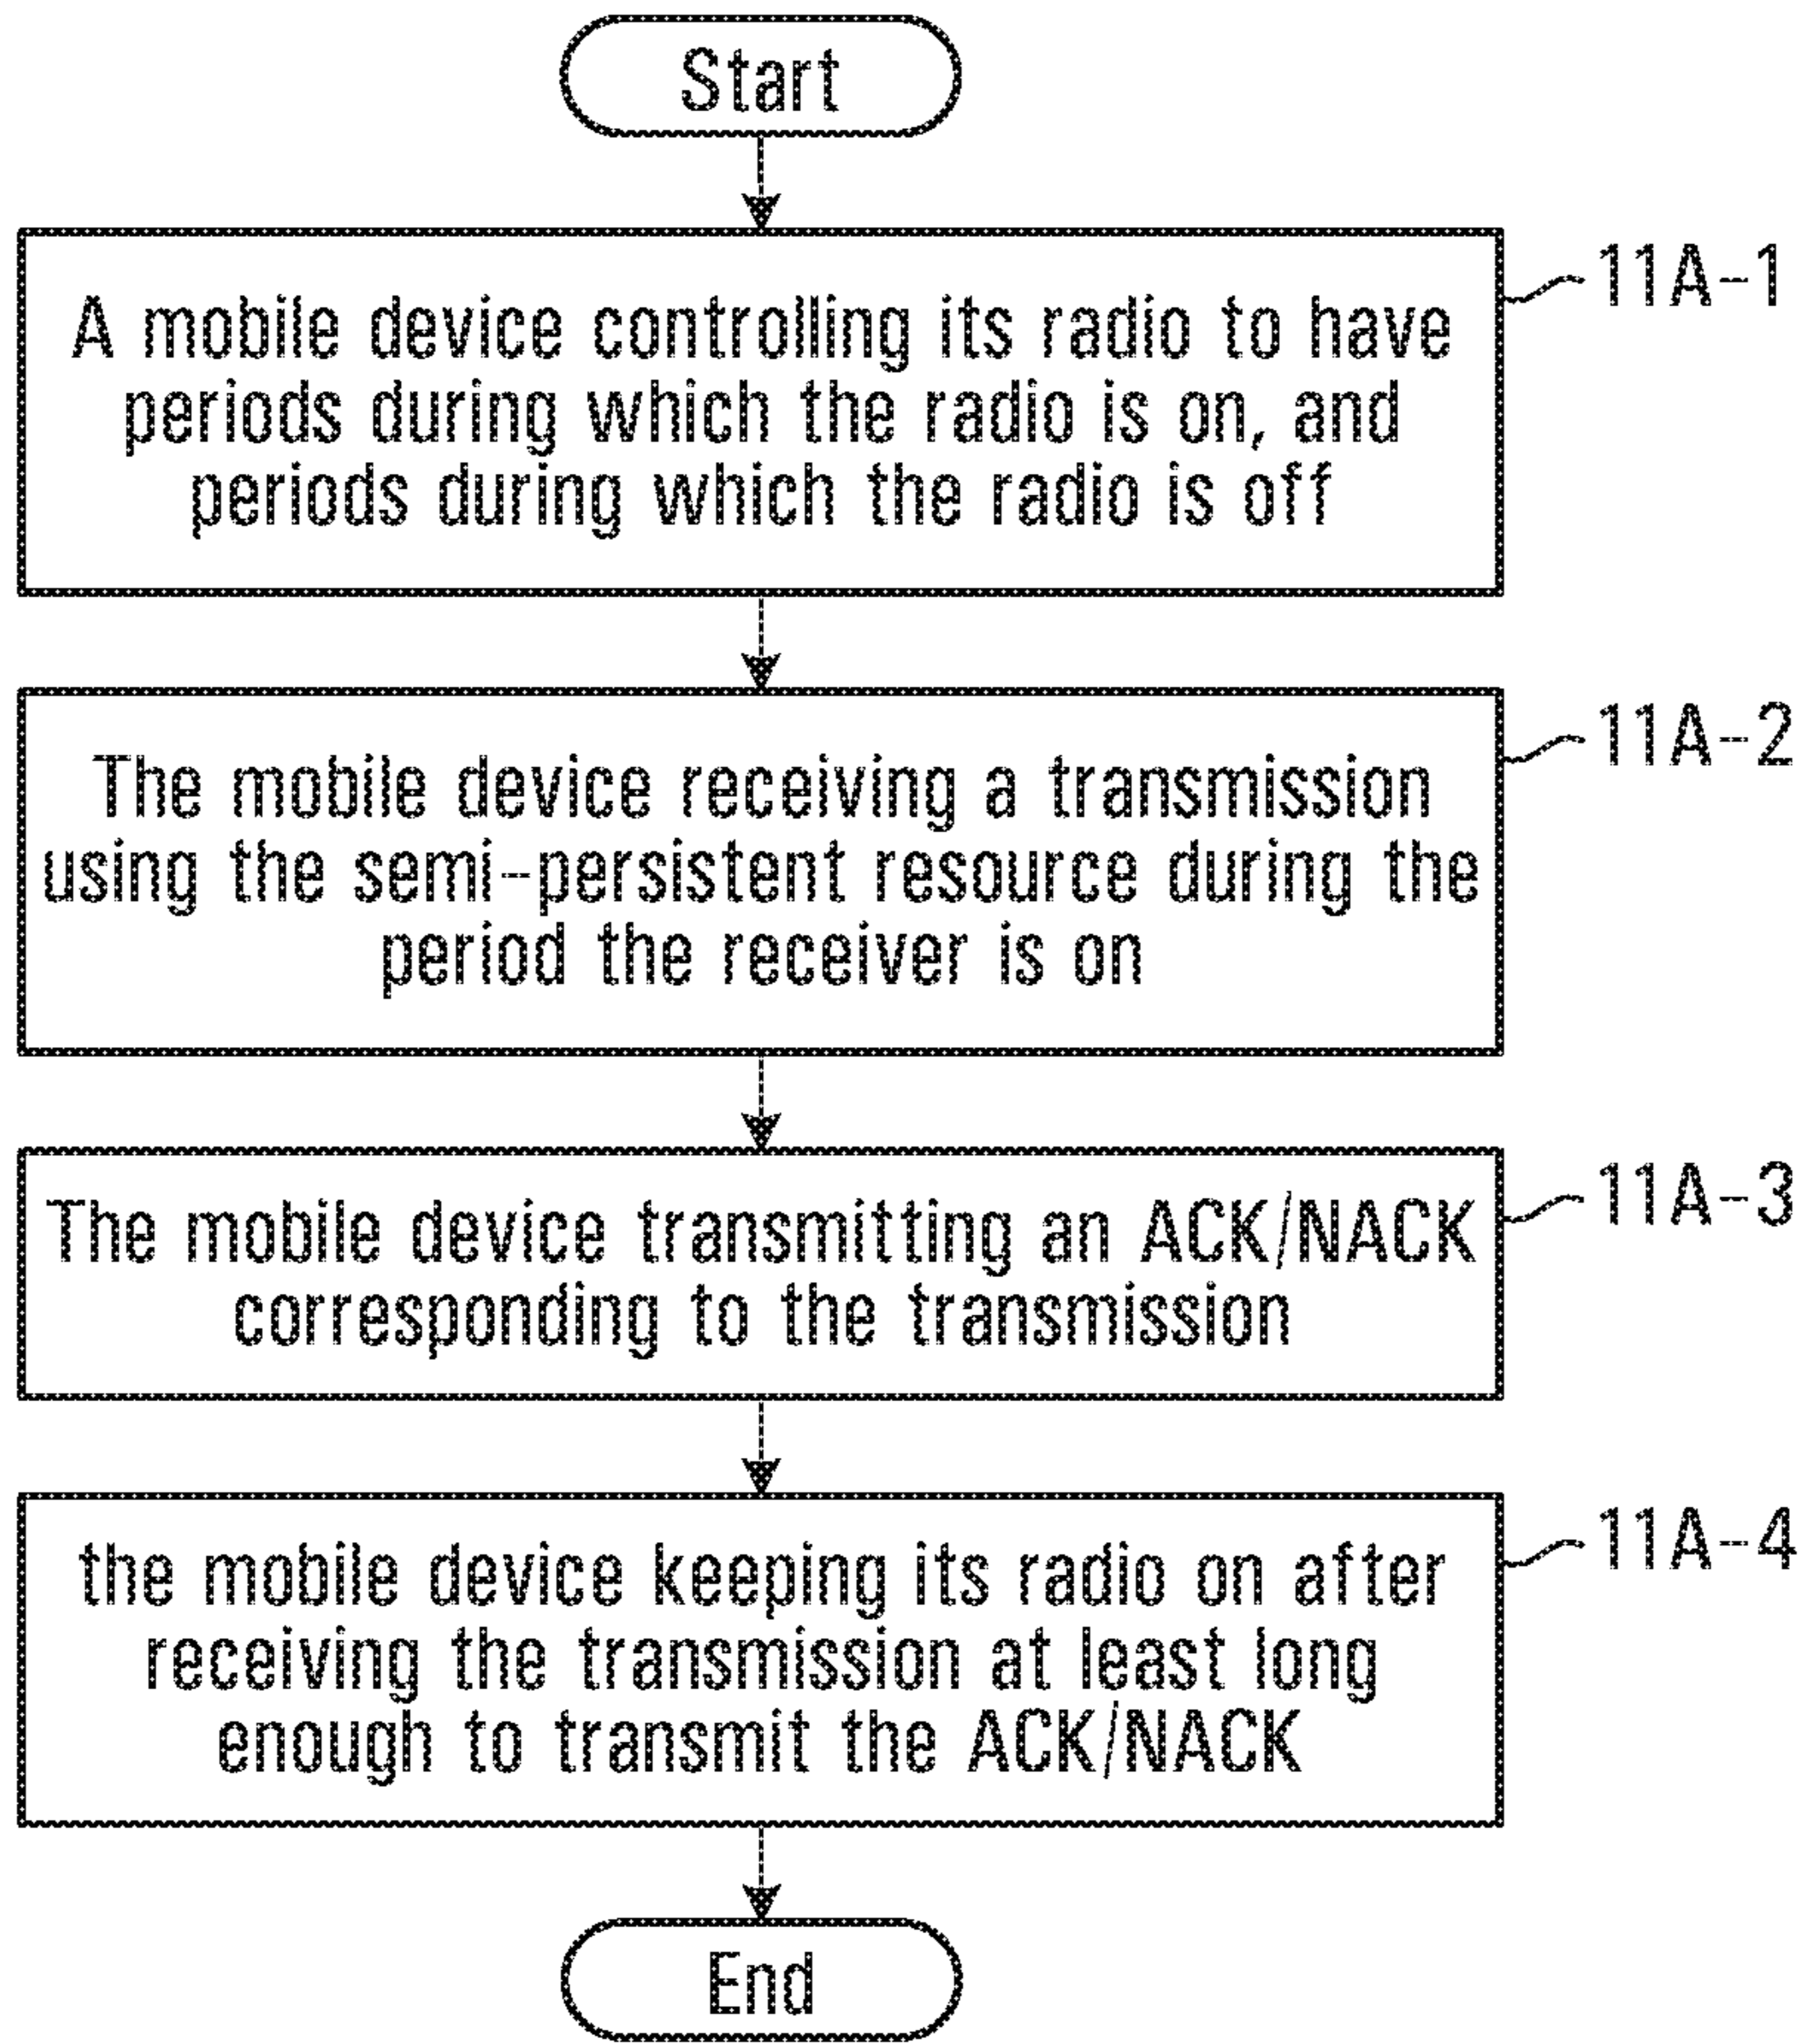 Start
11A-1
A mobile device controlling its radio to have
periods during which the radio is on, and
periods during which the radio is off
11A-2
The mobile device receiving a transmission
using the semi-persistent resource during the
period the receiver is on
11A-3
The mobile device transmitting an ACK/NACK
corresponding to the transmission
11A-4
the mobile device keeping its radio on after
receiving the transmission at least long
enough to transmit the ACK/NACK
End